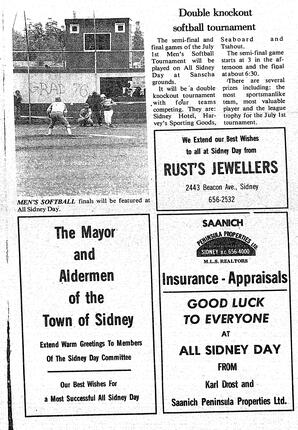 Double knockout
softball tournament
The semi-final and
final games of the July
1st Men's Softball
Tournament will be
played on All Sidney
Day at Sanscha
grounds.
It will be a double
knockout tournament
with four teams
competing. They are:
Sidney Hotel, Har-
vey's Sporting Goods,
Seaboard and
Tsahout.
The semi-final game
starts at 3 in the af-
ternoon and the final
at about 6:30.
There are several
prizes including: the
most sportsmanlike
team, most valuable
player and the league
trophy for the July 1st
tournament.
MEN'S SOFTBALL finals will be featured at
All Sidney Day.
We Extend our Best Wishes
to all at Sidney Day from
RUST'S JEWELLERS
2443 Beacon Ave., Sidney
656-2532
The Mayor
and
Aldermen
of the
Town of Sidney
Extend Warm Greetings To Members
Of The Sidney Day Committee
Our Best Wishes For
a Most Successful All Sidney Day
SAANICH
PENINSULA PROPERTIES LTD.
SIDNEY B.C. 656-4000
M.L.S. REALTORS
Insurance - Appraisals
GOOD LUCK
TO EVERYONE
AT
ALL SIDNEY DAY
FROM
Karl Drost and
Saanich Peninsula Properties Ltd.